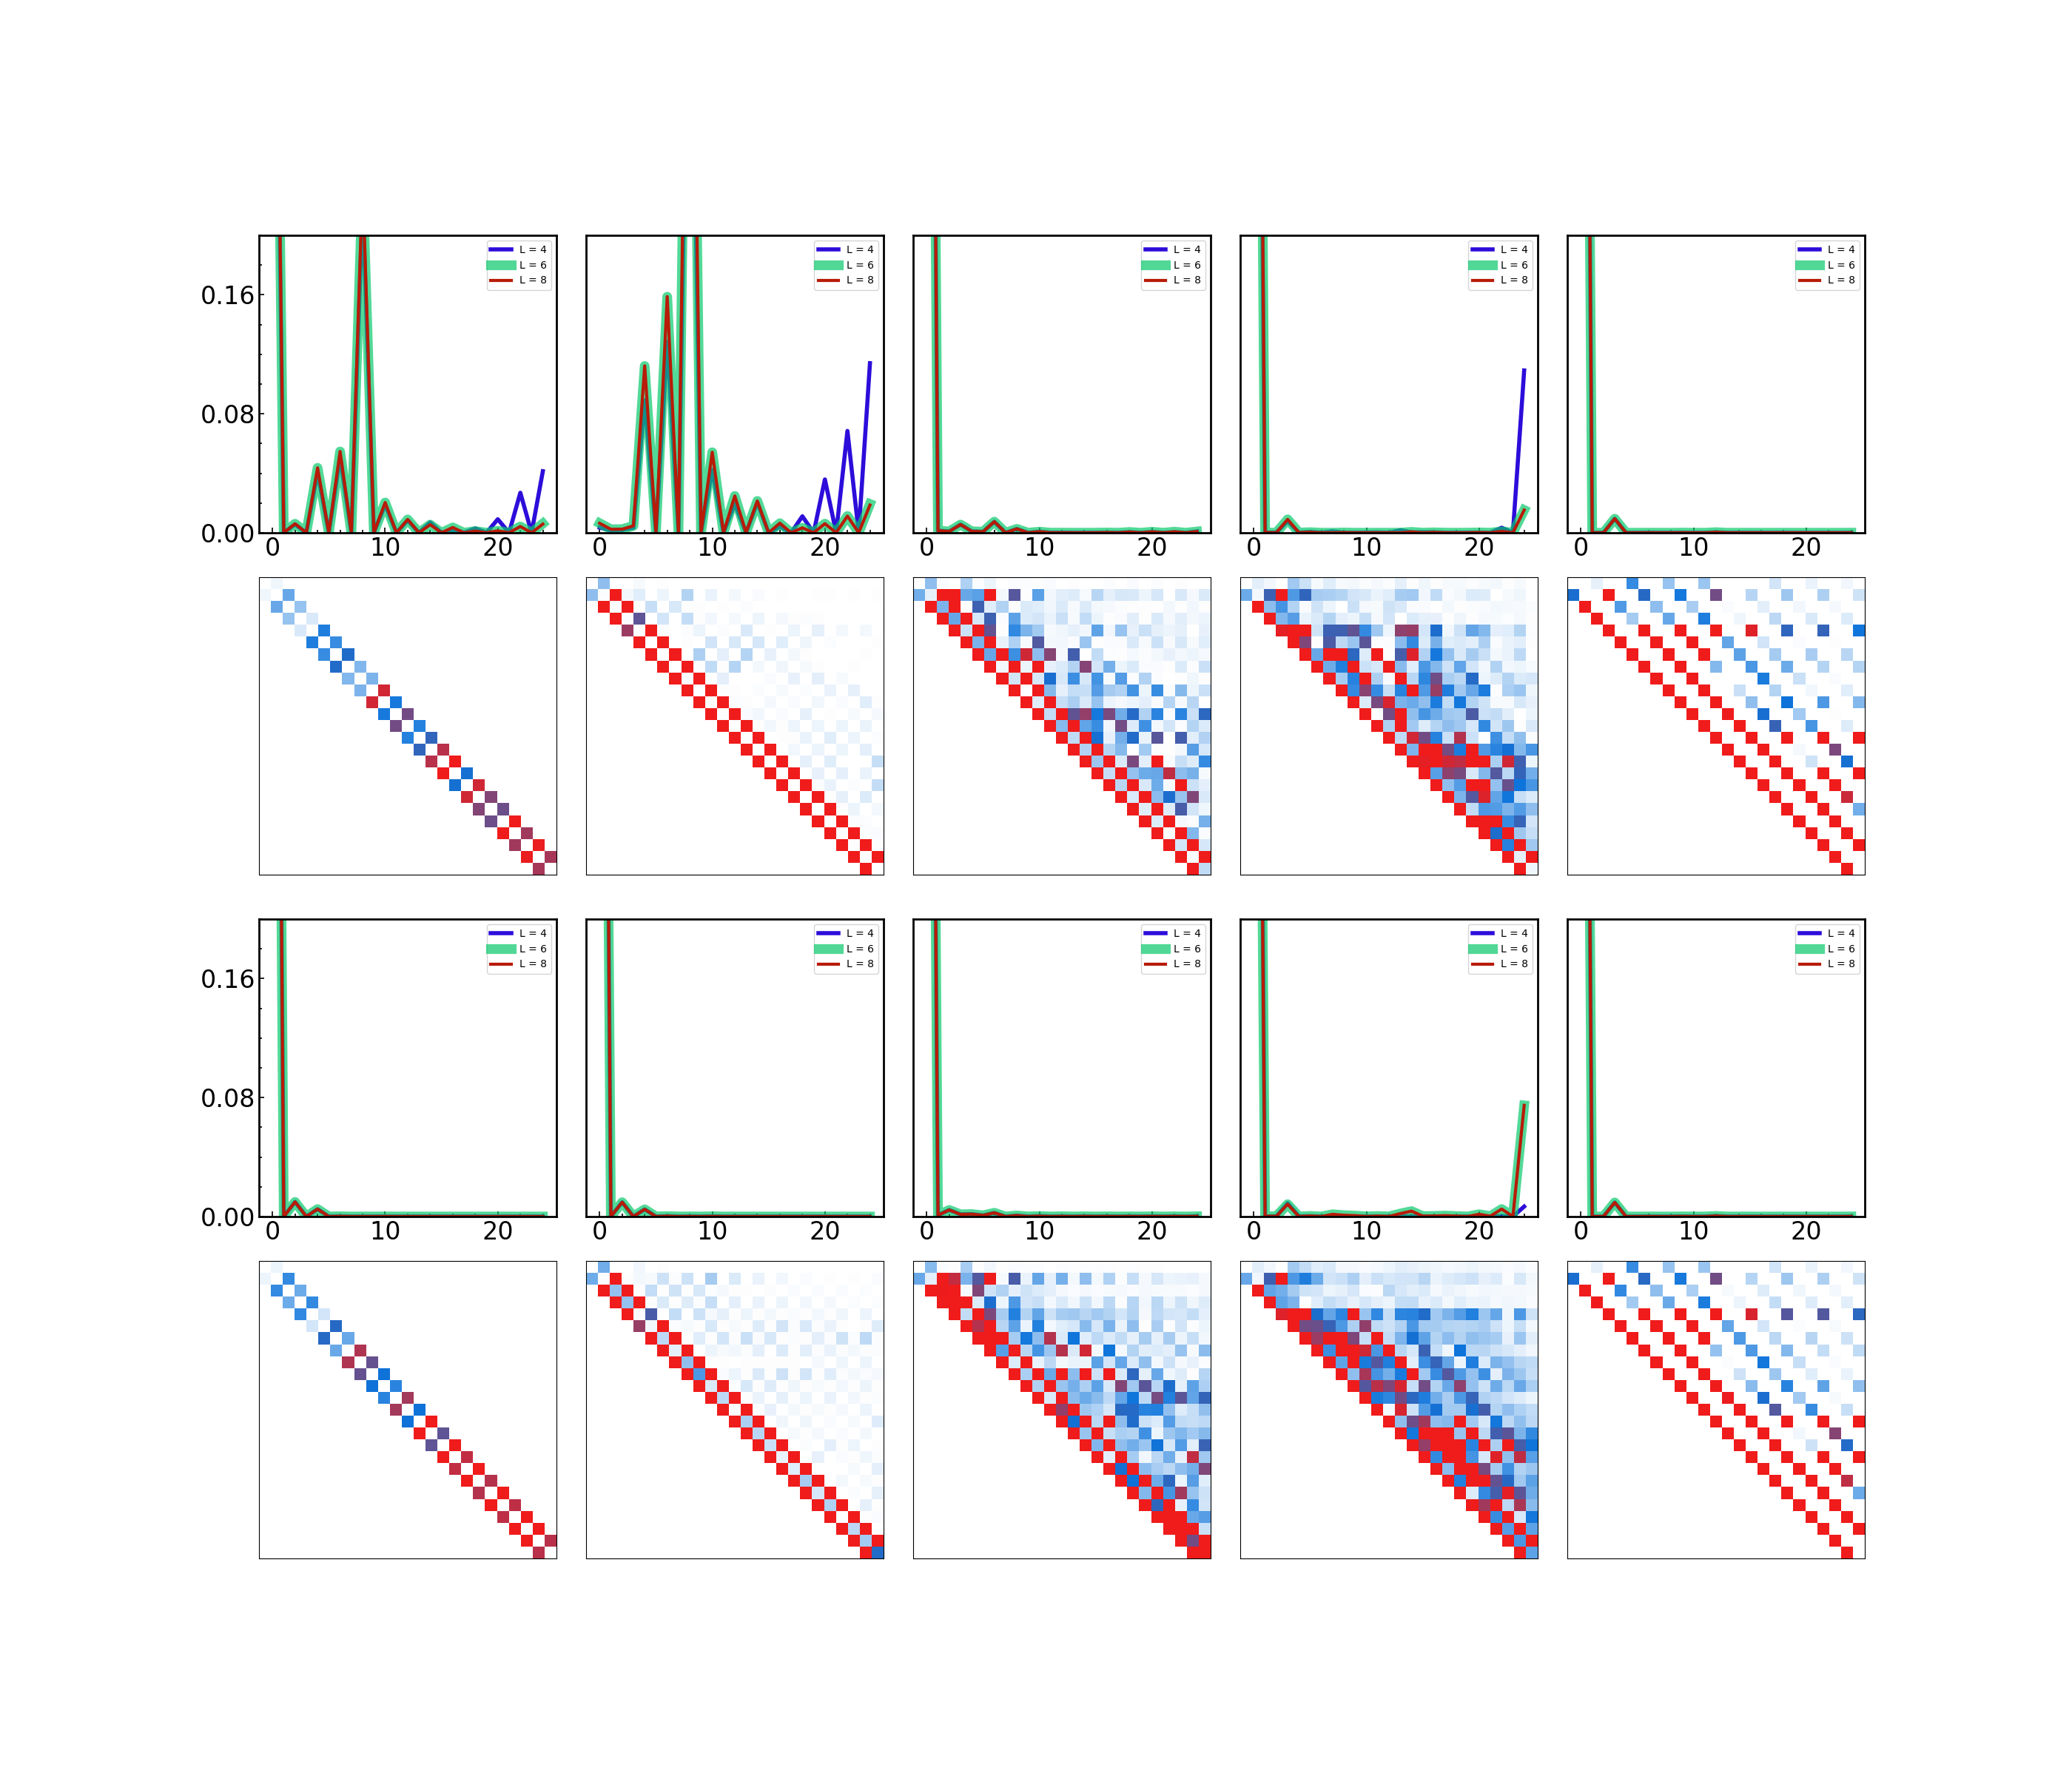 L = 4 L = 4 L = 4 L = 4 L = 4
L = 6 L = 6 L = 6 L = 6 L = 6
L = 8 L = 8 L = 8 L = 8 L = 8
0.16
0.08
0.00
0 10 20 0 10 20 0 10 20 0 10 20 0 10 20
L = 4 L = 4 L = 4 L = 4 L = 4
L = 6 L = 6 L = 6 L = 6 L = 6
L = 8 L = 8 L = 8 L = 8 L = 8
0.16
0.08
0.00
0 10 20 0 10 20 0 10 20 0 10 20 0 10 20